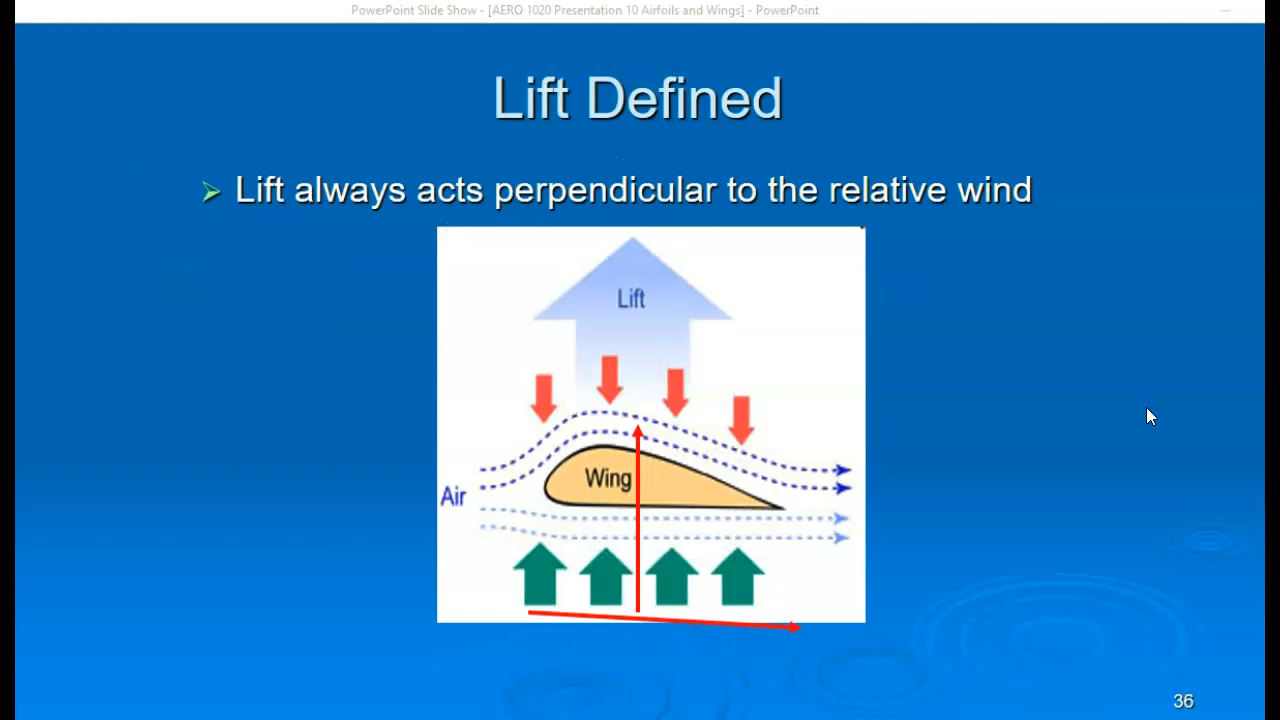 PowerPoint Slide Show - [AERO 1020 Presentation 10 Airfoils and Wings] - PowerPoint
Lift Defined
Lift always acts perpendicular to the relative wind
Lift
Wing
Air
36